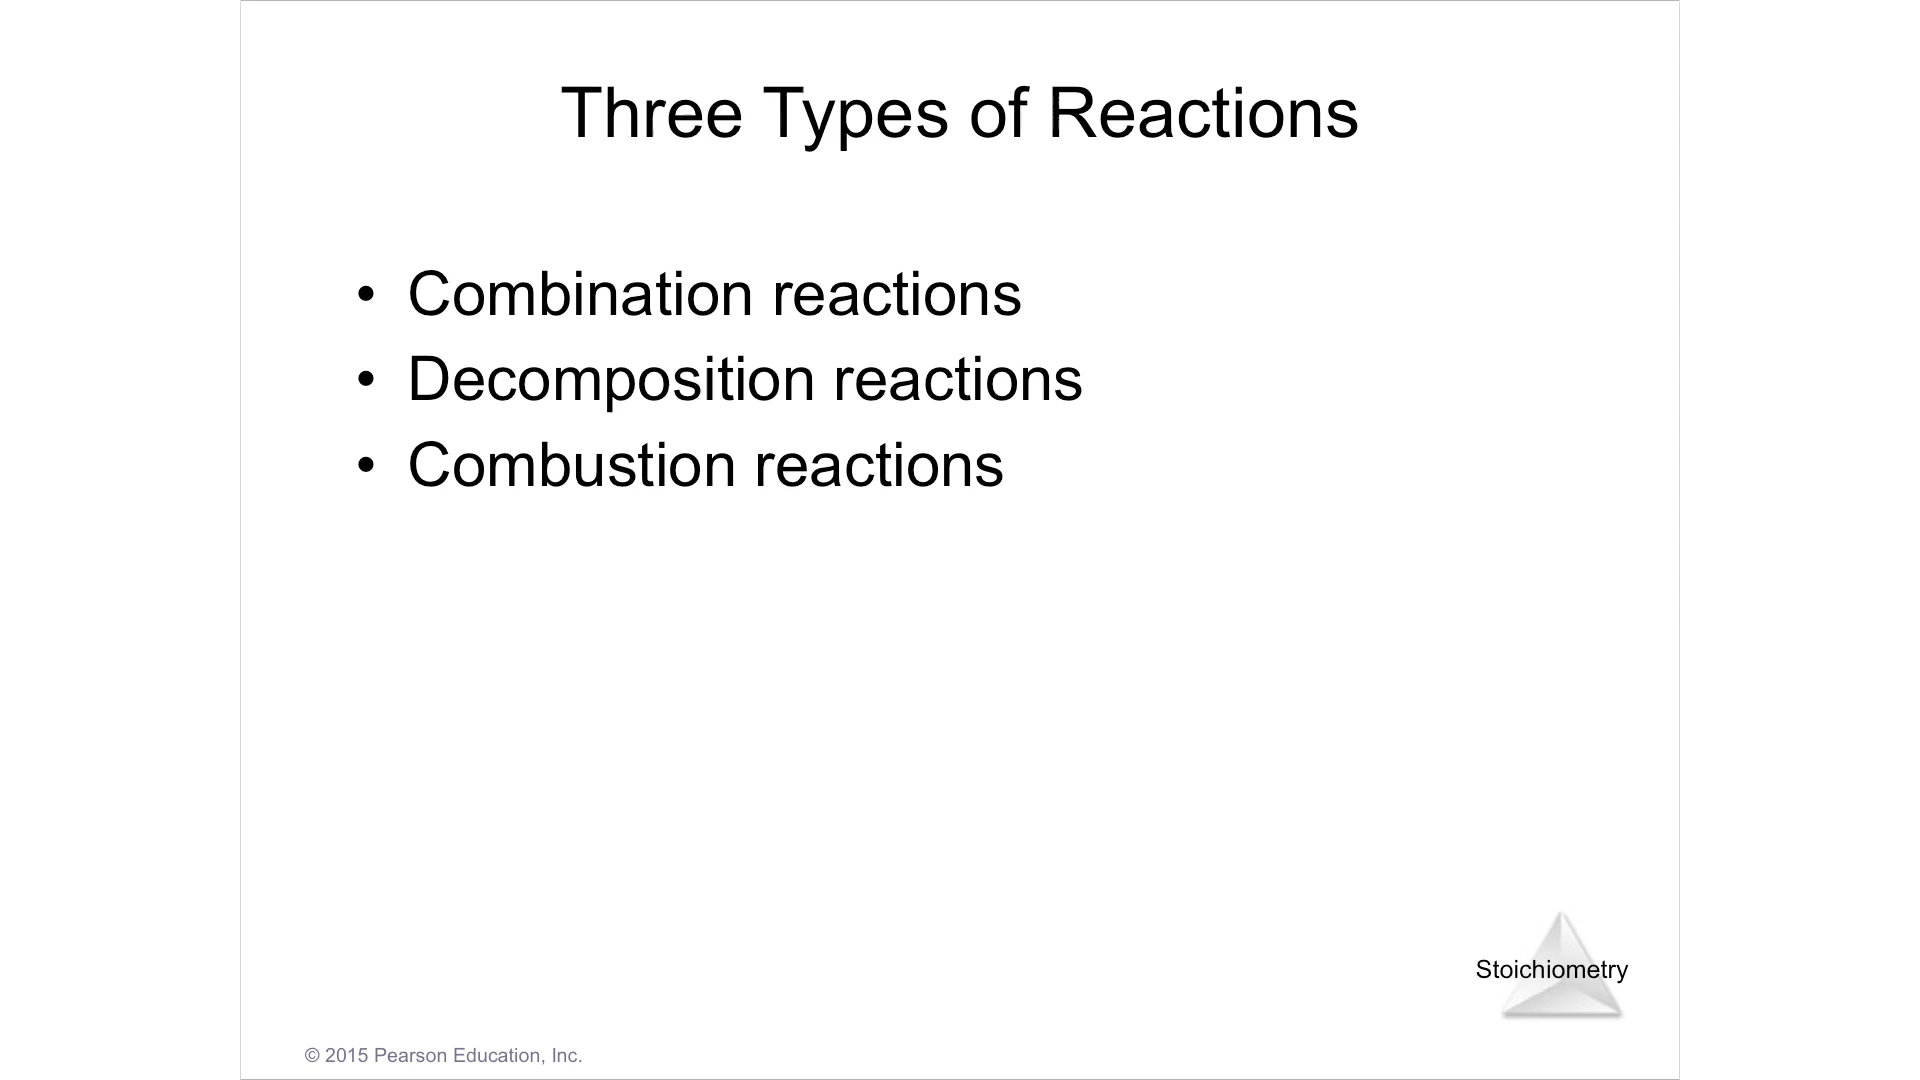 Three Types of Reactions
• Combination reactions
• Decomposition reactions
• Combustion reactions
Stoichiometry
© 2015 Pearson Education, Inc.